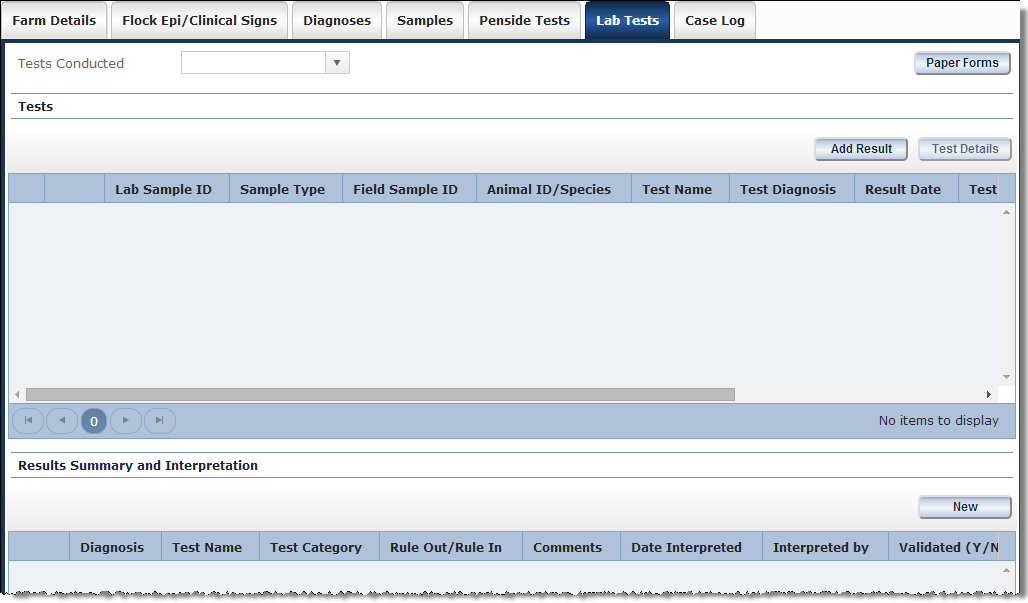 Farm Details Flock Epi/Clinical Signs Diagnoses Samples Penside Tests Lab Tests Case Log
Tests Conducted Paper Forms
Tests
Add Result Test Details
Lab Sample ID Sample Type Field Sample ID Animal ID/Species Test Name Test Diagnosis Result Date Test
0 No items to display
Results Summary and Interpretation
New
Diagnosis Test Name Test Category Rule Out/Rule In Comments Date Interpreted Interpreted by Validated (Y/N